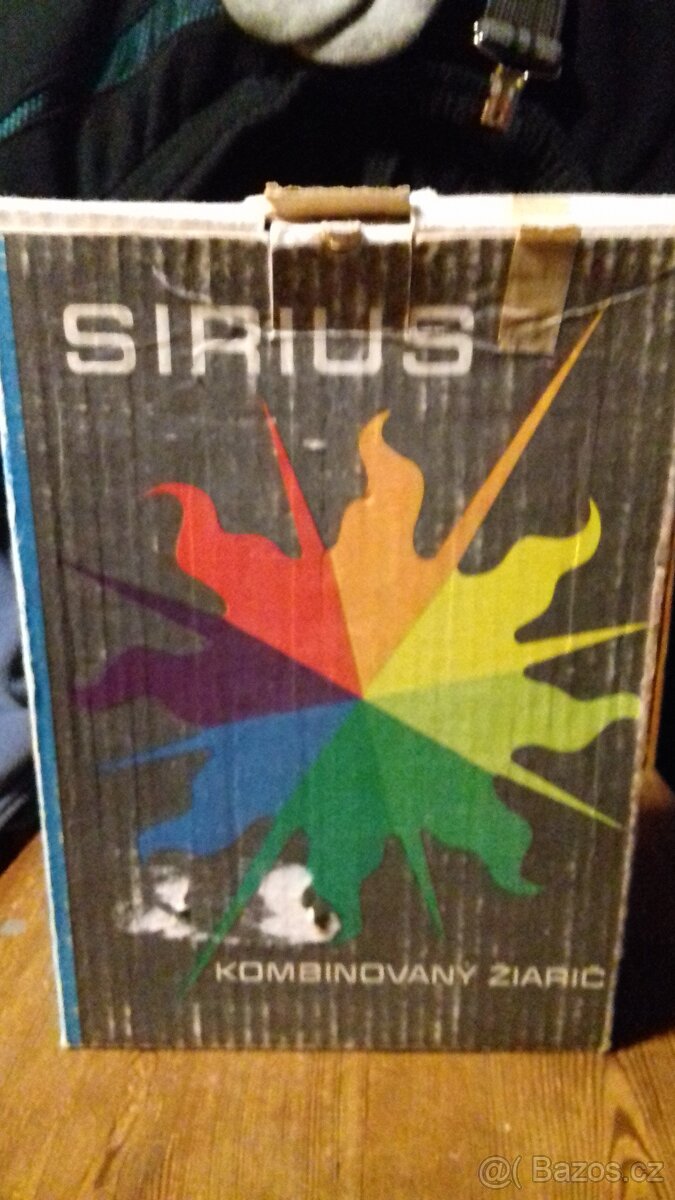 SIRIUS
KOMBINOVANÝ ŽIARIČ
@( Bazos.cz